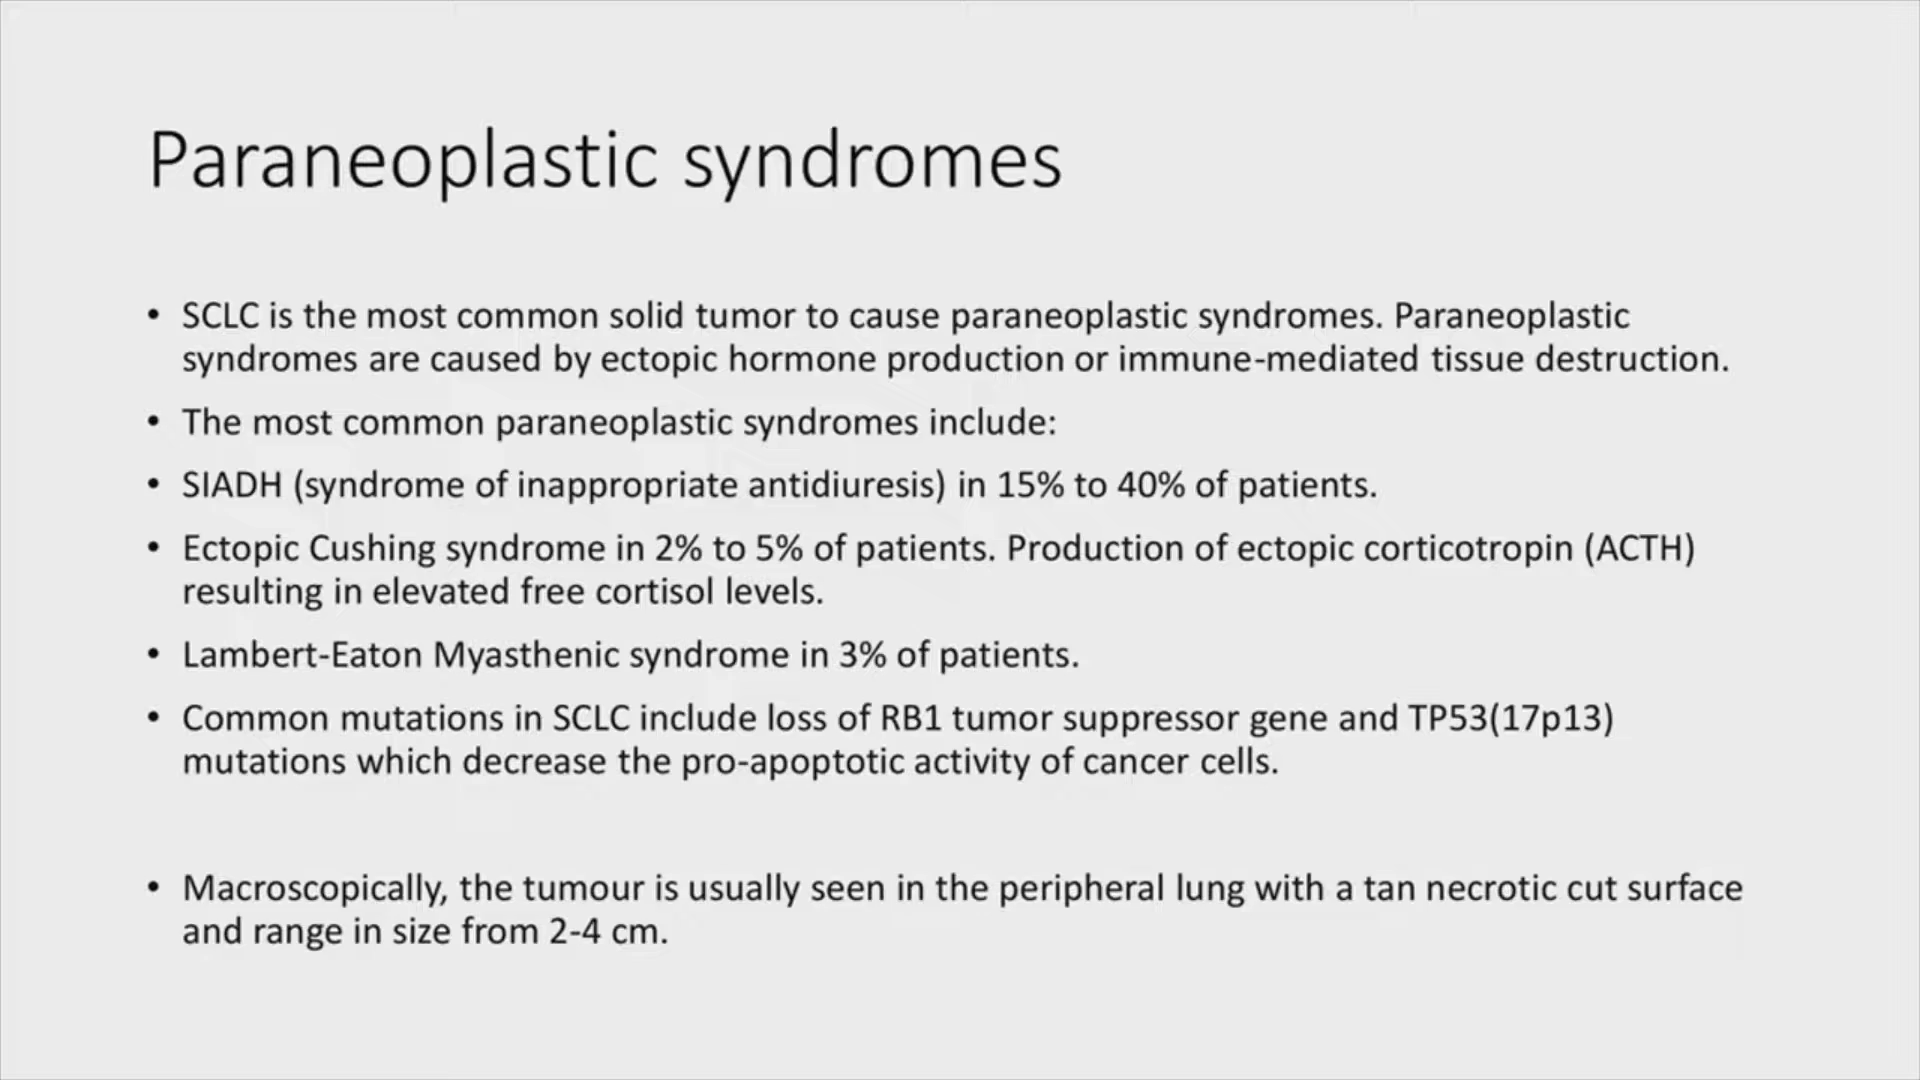 Paraneoplastic syndromes
• SCLC is the most common solid tumor to cause paraneoplastic syndromes. Paraneoplastic
syndromes are caused by ectopic hormone production or immune-mediated tissue destruction.
• The most common paraneoplastic syndromes include:
• SIADH (syndrome of inappropriate antidiuresis) in 15% to 40% of patients.
• Ectopic Cushing syndrome in 2% to 5% of patients. Production of ectopic corticotropin (ACTH)
resulting in elevated free cortisol levels.
• Lambert-Eaton Myasthenic syndrome in 3% of patients.
• Common mutations in SCLC include loss of RB1 tumor suppressor gene and TP53(17p13)
mutations which decrease the pro-apoptotic activity of cancer cells.
• Macroscopically, the tumour is usually seen in the peripheral lung with a tan necrotic cut surface
and range in size from 2-4 cm.